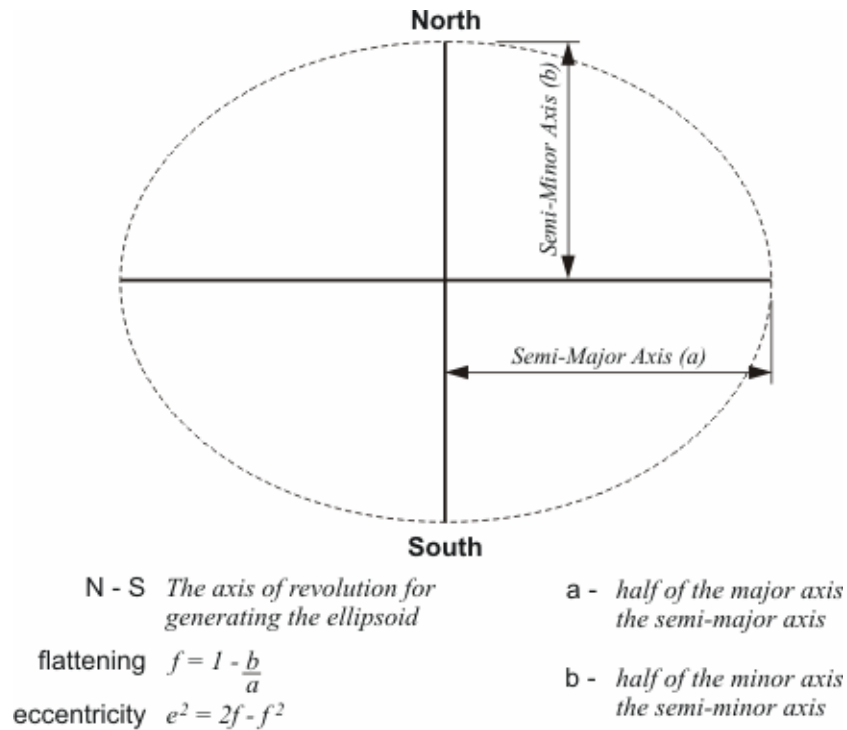 North
Semi-Minor Axis (b)
Semi-Major Axis (a)
South
N - S The axis of revolution for
generating the ellipsoid
flattening f = 1 - b/a
eccentricity e² = 2f - f²
a - half of the major axis
the semi-major axis
b - half of the minor axis
the semi-minor axis